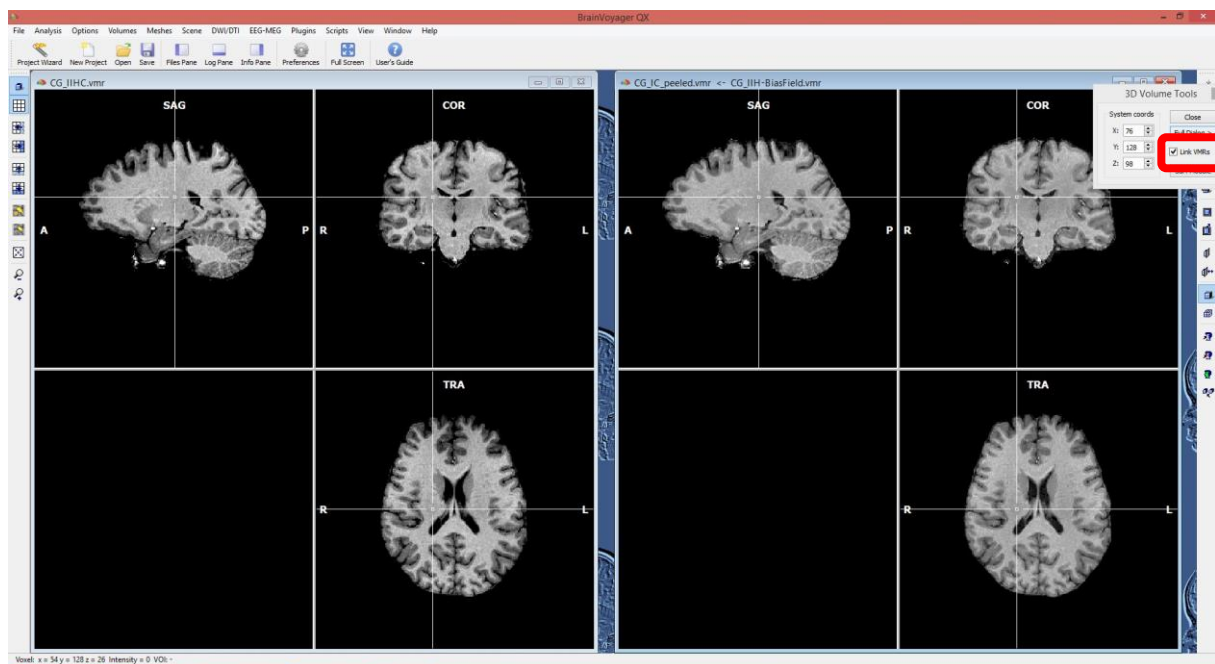 BrainVoyager QX
File Analysis Options Volumes Meshes Scene DWI/DTI EEG-MEG Plugins Scripts View Window Help
Project Wizard New Project Open Save Files Pane Log Pane Info Pane Preferences Full Screen User's Guide
CG_IIHC.vmr
CG_IC_peeled.vmr <- CG_IIH-BiasField.vmr
3D Volume Tools
System coords
Close
X: 76
Full Dialog >
Y: 128
Link VMRs
Z: 98
SAG
COR
SAG
COR
A
P
R
L
A
P
R
L
TRA
TRA
R
L
R
L
Voxel: x = 54 y = 128 z = 26 Intensity = 0 VOI: -